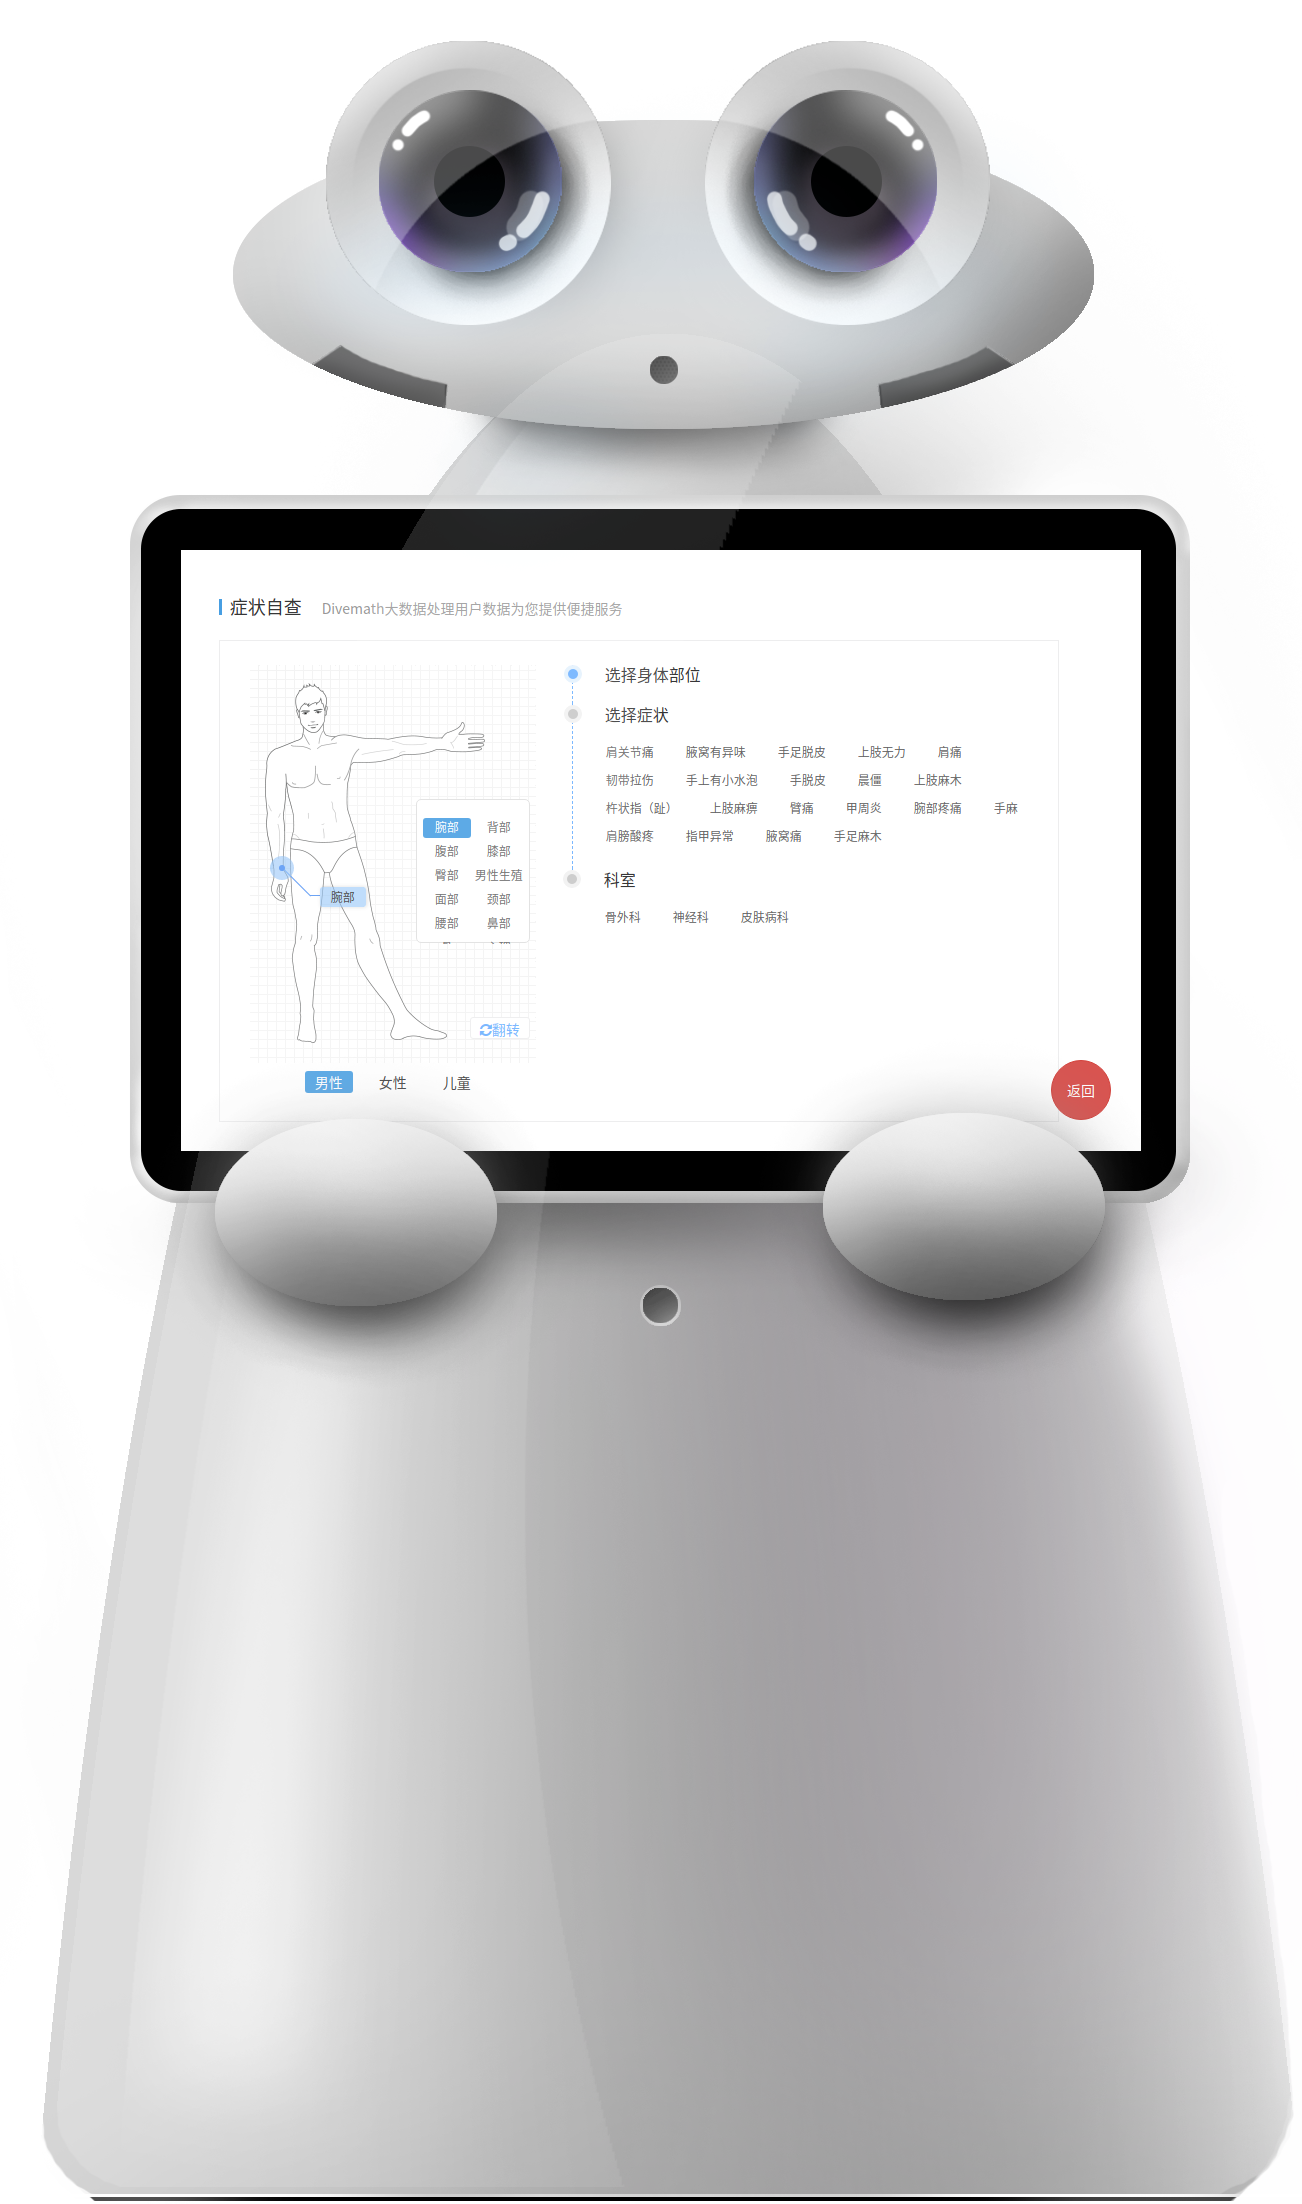 症状自查 Divemath大数据处理用户数据为您提供便捷服务
选择身体部位
选择症状
肩关节痛 腋窝有异味 手足脱皮 上肢无力 肩痛
韧带拉伤 手上有小水泡 手脱皮 晨僵 上肢麻木
杵状指（趾） 上肢麻痹 臂痛 甲周炎 腕部疼痛 手麻
肩膀酸疼 指甲异常 腋窝痛 手足麻木
科室
骨外科 神经科 皮肤病科
腕部 背部
腹部 膝部
臀部 男性生殖
面部 颈部
腰部 鼻部
腕部
翻转
男性 女性 儿童
返回